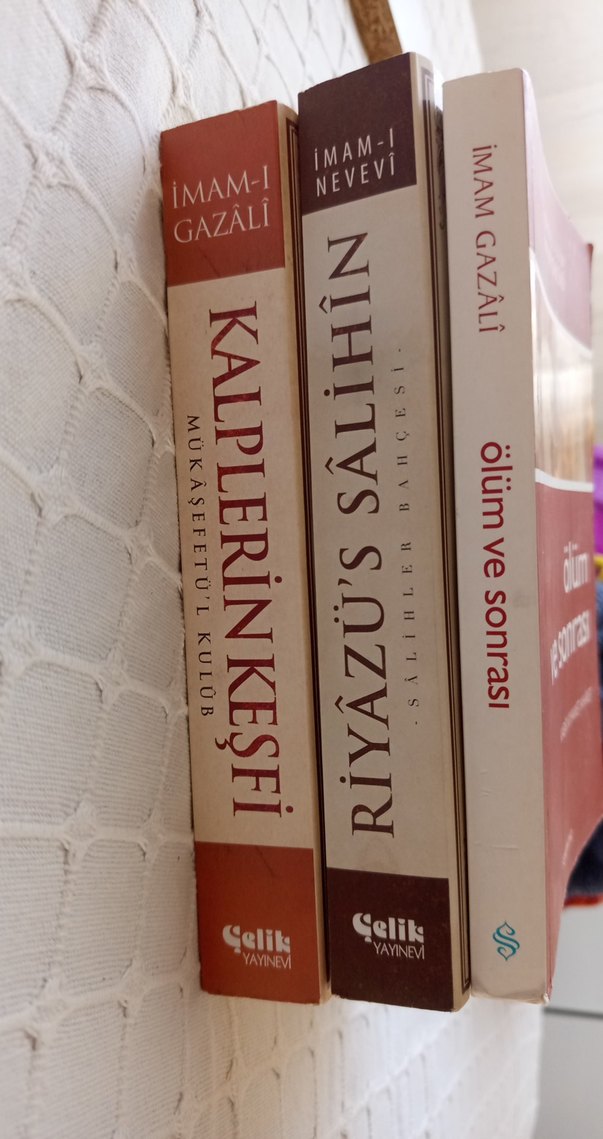 İMAM-I
GAZÂLÎ
KALPLERİN KEŞFİ
MÜKÂŞEFETÜ'L KULÛB
Çelik
YAYINEVİ
İMAM-I
NEVEVÎ
RİYÂZÜ'S SÂLİHÎN
- SÂLİHLER BAHÇESİ -
Çelik
YAYINEVİ
İMAM GAZÂLÎ
ölüm ve sonrası
ölüm
ve sonrası